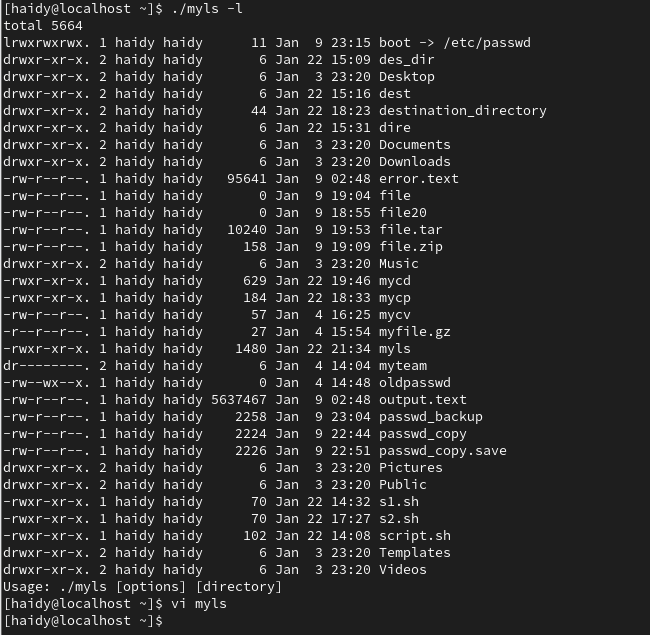 [haidy@localhost ~]$ ./myls -l
total 5664
lrwxrwxrwx. 1 haidy haidy      11 Jan  9 23:15 boot -> /etc/passwd
drwxr-xr-x. 2 haidy haidy       6 Jan 22 15:09 des_dir
drwxr-xr-x. 2 haidy haidy       6 Jan  3 23:20 Desktop
drwxr-xr-x. 2 haidy haidy       6 Jan 22 15:16 dest
drwxr-xr-x. 2 haidy haidy      44 Jan 22 18:23 destination_directory
drwxr-xr-x. 2 haidy haidy       6 Jan 22 15:31 dire
drwxr-xr-x. 2 haidy haidy       6 Jan  3 23:20 Documents
drwxr-xr-x. 2 haidy haidy       6 Jan  3 23:20 Downloads
-rw-r--r--. 1 haidy haidy   95641 Jan  9 02:48 error.text
-rw-r--r--. 1 haidy haidy       0 Jan  9 19:04 file
-rw-r--r--. 1 haidy haidy       0 Jan  9 18:55 file20
-rw-r--r--. 1 haidy haidy   10240 Jan  9 19:53 file.tar
-rw-r--r--. 1 haidy haidy     158 Jan  9 19:09 file.zip
drwxr-xr-x. 2 haidy haidy       6 Jan  3 23:20 Music
-rwxr-xr-x. 1 haidy haidy     629 Jan 22 19:46 mycd
-rwxr-xr-x. 1 haidy haidy     184 Jan 22 18:33 mycp
-rw-r--r--. 1 haidy haidy      57 Jan  4 16:25 mycv
-r--r--r--. 1 haidy haidy      27 Jan  4 15:54 myfile.gz
-rwxr-xr-x. 1 haidy haidy    1480 Jan 22 21:34 myls
dr--------. 2 haidy haidy       6 Jan  4 14:04 myteam
-rw--wx--x. 1 haidy haidy       0 Jan  4 14:48 oldpasswd
-rw-r--r--. 1 haidy haidy 5637467 Jan  9 02:48 output.text
-rw-r--r--. 1 haidy haidy    2258 Jan  9 23:04 passwd_backup
-rw-r--r--. 1 haidy haidy    2224 Jan  9 22:44 passwd_copy
-rw-r--r--. 1 haidy haidy    2226 Jan  9 22:51 passwd_copy.save
drwxr-xr-x. 2 haidy haidy       6 Jan  3 23:20 Pictures
drwxr-xr-x. 2 haidy haidy       6 Jan  3 23:20 Public
-rwxr-xr-x. 1 haidy haidy      70 Jan 22 14:32 s1.sh
-rwxr-xr-x. 1 haidy haidy      70 Jan 22 17:27 s2.sh
-rwxr-xr-x. 1 haidy haidy     102 Jan 22 14:08 script.sh
drwxr-xr-x. 2 haidy haidy       6 Jan  3 23:20 Templates
drwxr-xr-x. 2 haidy haidy       6 Jan  3 23:20 Videos
Usage: ./myls [options] [directory]
[haidy@localhost ~]$ vi myls
[haidy@localhost ~]$